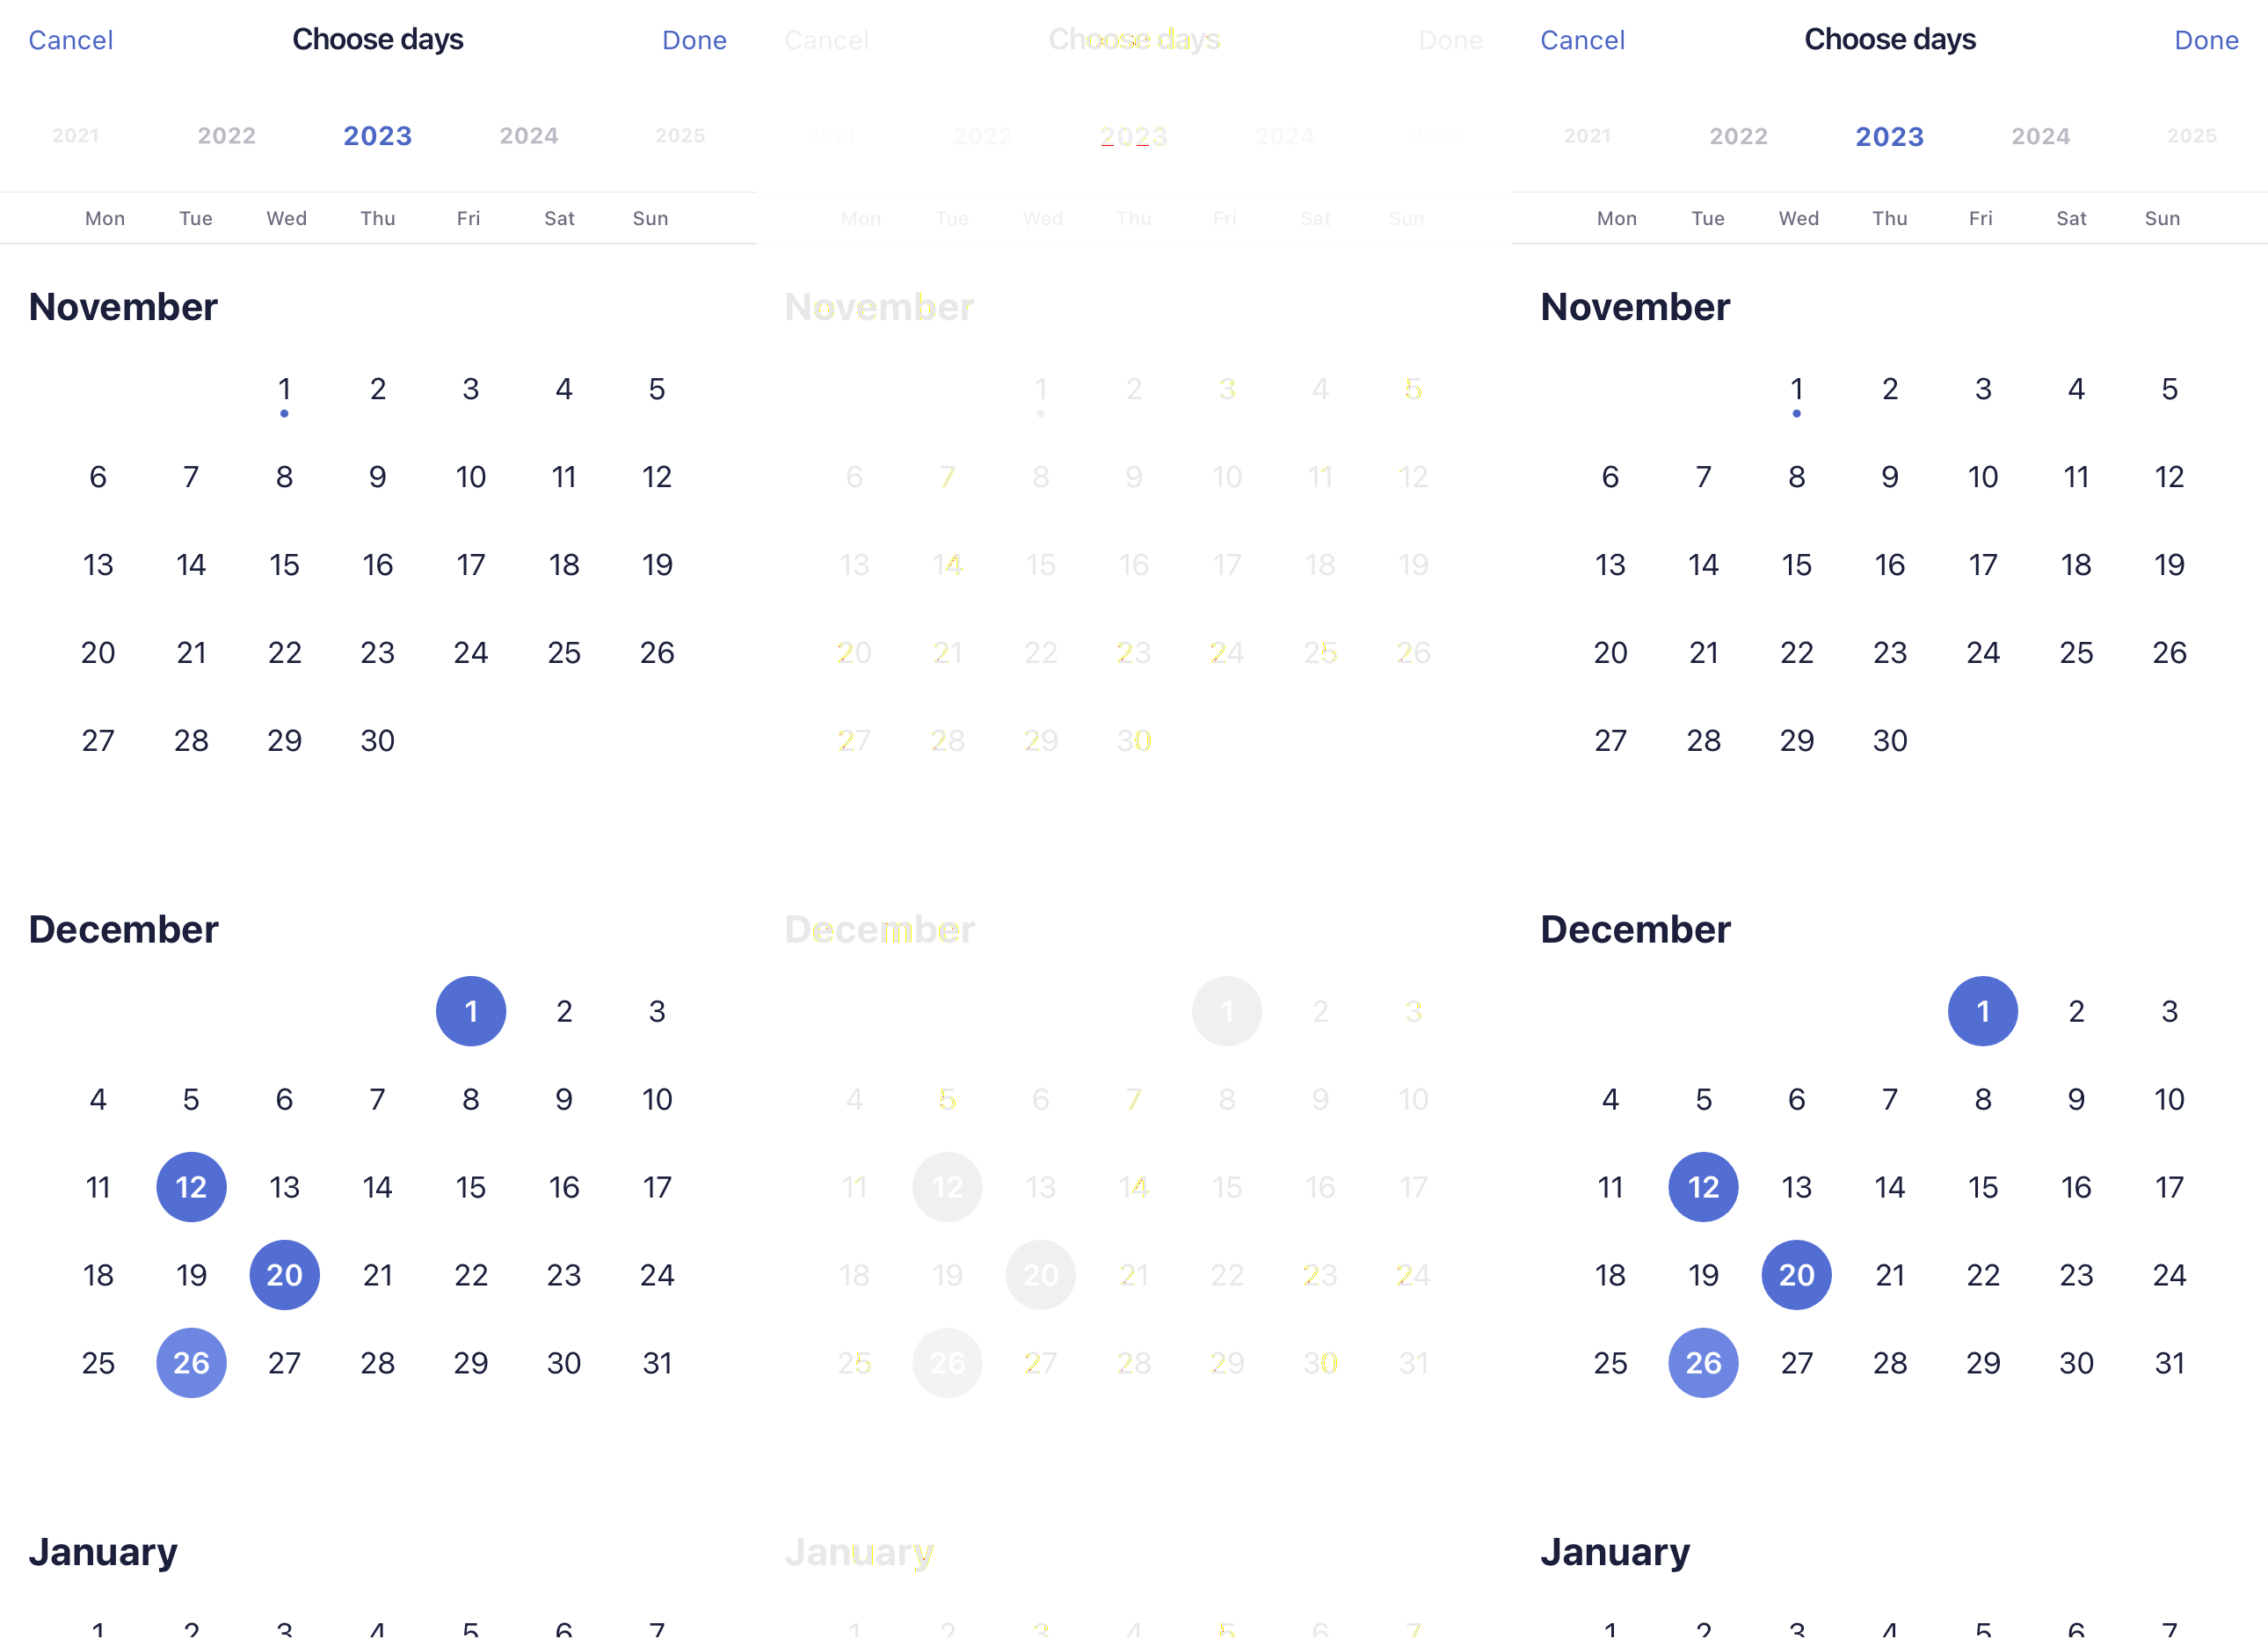 Cancel Choose days Done Cancel Choose days Done Cancel Choose days Done
2021 2022 2023 2024 2025 2021 2022 2023 2024 2025 2021 2022 2023 2024 2025
Mon Tue Wed Thu Fri Sat Sun Mon Tue Wed Thu Fri Sat Sun Mon Tue Wed Thu Fri Sat Sun
November November November
1 2 3 4 5 1 2 3 4 5 1 2 3 4 5
6 7 8 9 10 11 12 6 7 8 9 10 11 12 6 7 8 9 10 11 12
13 14 15 16 17 18 19 13 14 15 16 17 18 19 13 14 15 16 17 18 19
20 21 22 23 24 25 26 20 21 22 23 24 25 26 20 21 22 23 24 25 26
27 28 29 30 27 28 29 30 27 28 29 30
December December December
1 2 3 1 2 3 1 2 3
4 5 6 7 8 9 10 4 5 6 7 8 9 10 4 5 6 7 8 9 10
11 12 13 14 15 16 17 11 12 13 14 15 16 17 11 12 13 14 15 16 17
18 19 20 21 22 23 24 18 19 20 21 22 23 24 18 19 20 21 22 23 24
25 26 27 28 29 30 31 25 26 27 28 29 30 31 25 26 27 28 29 30 31
January January January
1 2 3 4 5 6 7 1 2 3 4 5 6 7 1 2 3 4 5 6 7